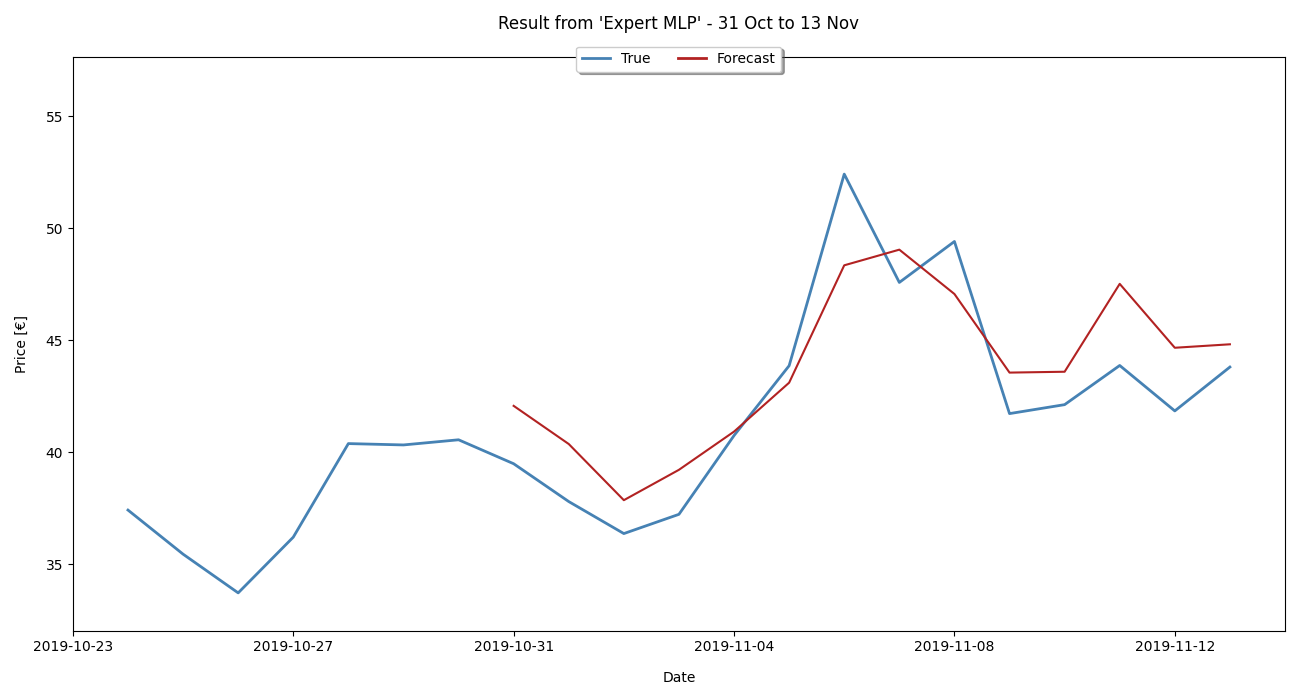 Result from 'Expert MLP' - 31 Oct to 13 Nov
True Forecast
55
50
45
40
35
Price [€]
2019-10-23 2019-10-27 2019-10-31 2019-11-04 2019-11-08 2019-11-12
Date